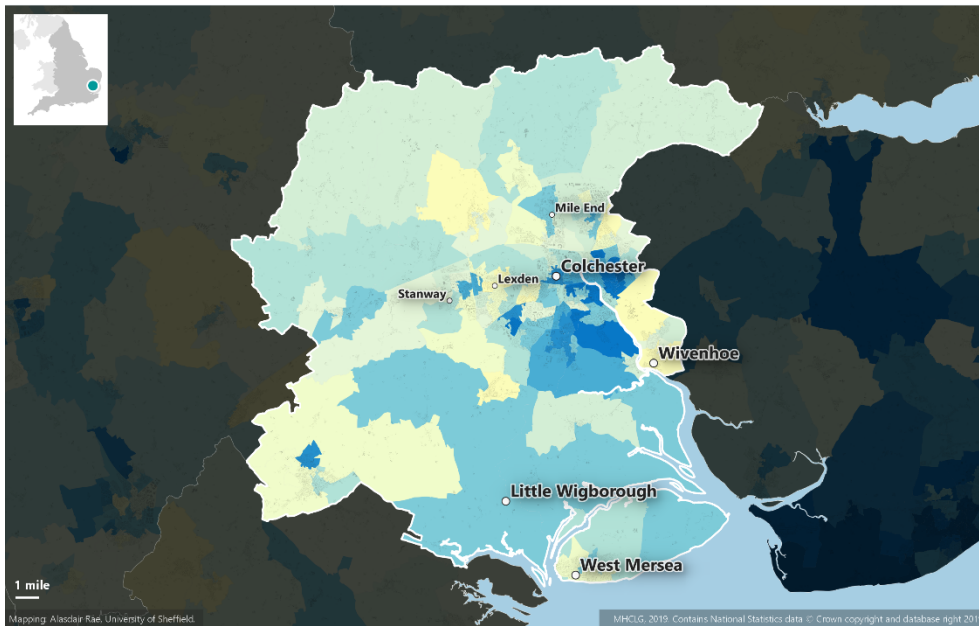 Mile End
Colchester
Lexden
Stanway
Wivenhoe
Little Wigborough
West Mersea
1 mile
Mapping: Alasdair Rae, University of Sheffield.
MHCLG, 2019. Contains National Statistics data © Crown copyright and database right 201